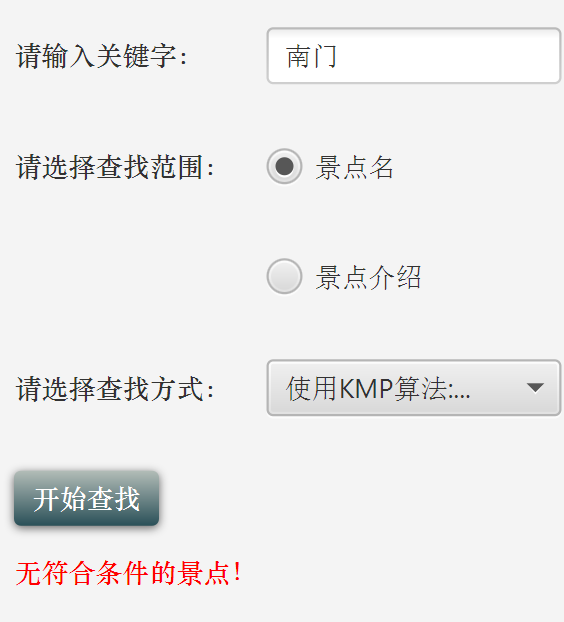 请输入关键字：
南门
请选择查找范围：
景点名
景点介绍
请选择查找方式：
使用KMP算法:...
开始查找
无符合条件的景点！